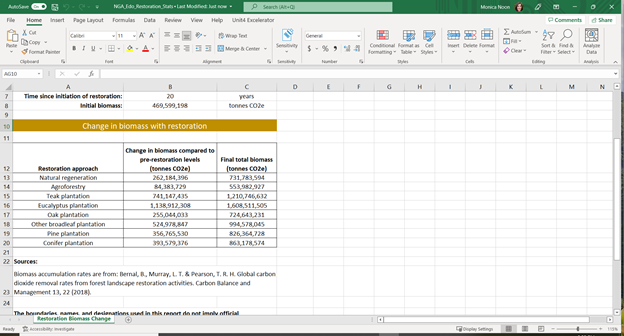 AutoSave On NGA_Edo_Restoration_Stats • Last Modified: Just now Search (Alt+Q) Monica Noon
File Home Insert Page Layout Formulas Data Review View Help Unit4 Excelerator Comments Share
Paste Cut Calibri 11 Wrap Text General Sensitivity Conditional Format as Cell Insert Delete Format AutoSum Sort & Find & Analyze
Copy Fill Formatting Table Styles Filter Select Data
Format Painter Merge & Center Clear
Clipboard Font Alignment Sensitivity Number Styles Cells Editing Analysis
AG10 fx
A B C D E F G H I J K L M N
7 Time since initiation of restoration: 20 years
8 Initial biomass: 469,599,198 tonnes CO2e
9
10 Change in biomass with restoration
11
Change in biomass compared to
pre-restoration levels Final total biomass
12 Restoration approach (tonnes CO2e) (tonnes CO2e)
13 Natural regeneration 262,184,396 731,783,594
14 Agroforestry 84,383,729 553,982,927
15 Teak plantation 741,147,435 1,210,746,632
16 Eucalyptus plantation 1,138,912,308 1,608,511,505
17 Oak plantation 255,044,033 724,643,231
18 Other broadleaf plantation 524,978,847 994,578,045
19 Pine plantation 356,765,530 826,364,728
20 Conifer plantation 393,579,376 863,178,574
21
22 Sources:
Biomass accumulation rates are from: Bernal, B., Murray, L. T. & Pearson, T. R. H. Global carbon
dioxide removal rates from forest landscape restoration activities. Carbon Balance and
23 Management 13, 22 (2018).
24
The boundaries, names, and designations used in this report do not imply official
Restoration Biomass Change
Ready Accessibility: Investigate Display Settings 115%